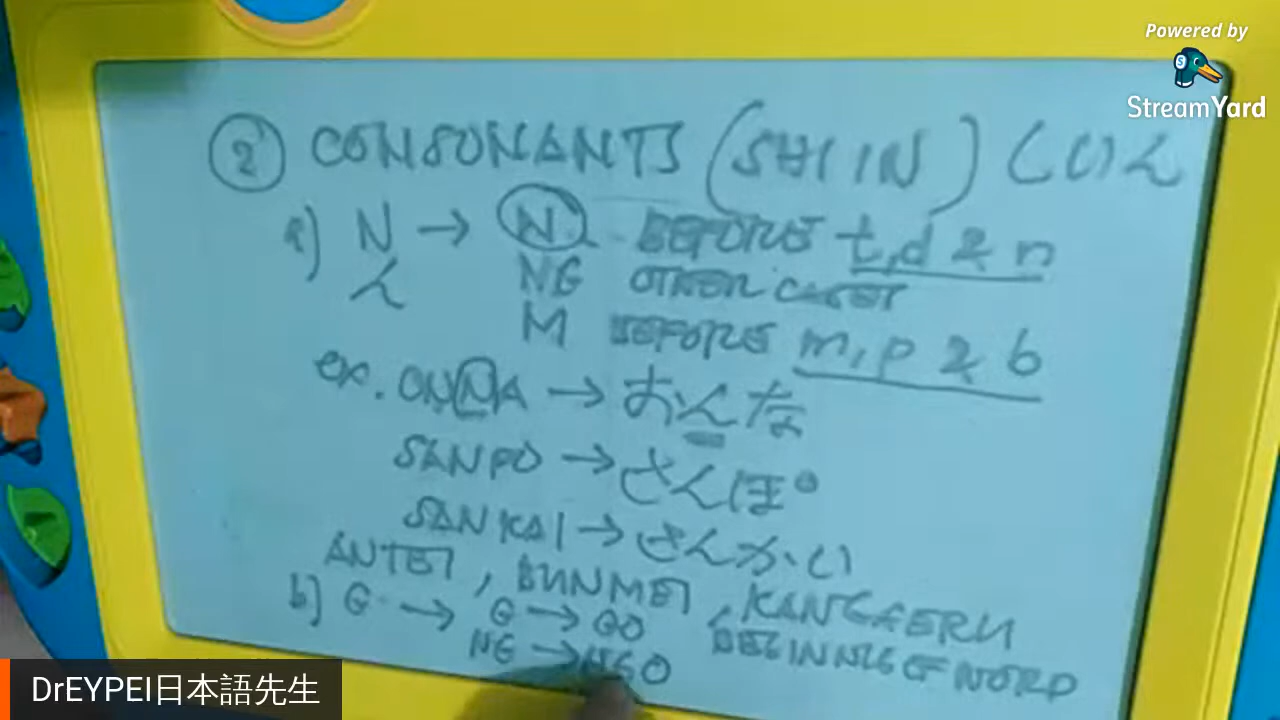 Powered by
StreamYard
② CONSONANTS (SHIIN) しいん
a) N → N BEFORE t, d & n
ん NG OTHER CASES
M BEFORE m, p & b
ex. ONNA → おんな
SANPO → さんぽ
SANKAI → さんかい
ANTEI, BUNMEI, KANGAERU
b) G → G → GO BEGINNING OF WORD
NG → NGO
DrEYPEI日本語先生